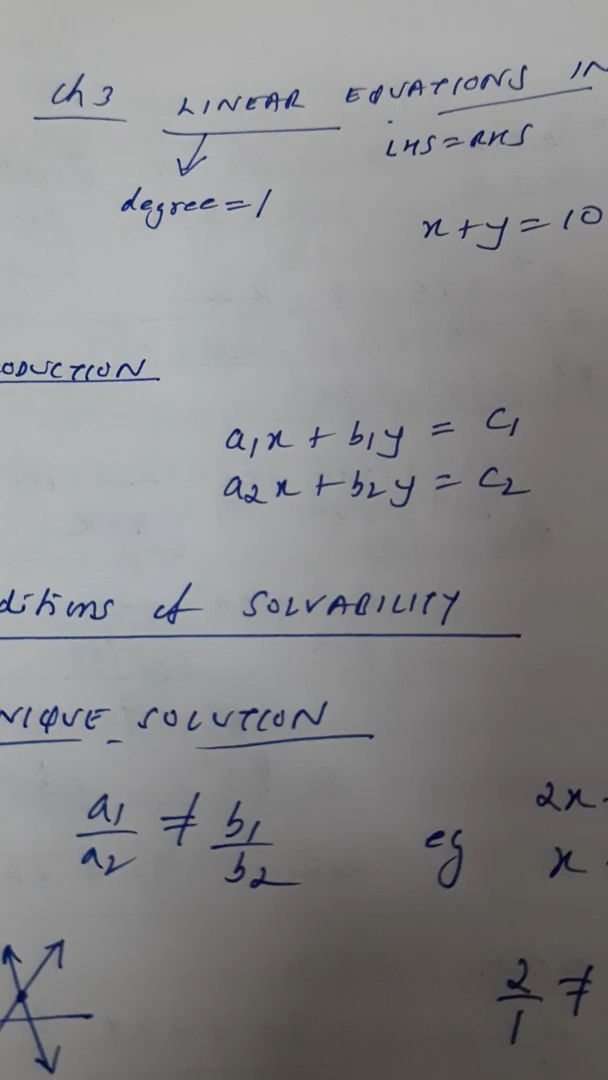 Ch 3 LINEAR EQUATIONS IN
LHS = RHS
degree = 1
x + y = 10
ODUCTION
a₁x + b₁y = c₁
a₂x + b₂y = c₂
ditions of SOLVABILITY
NIQUE SOLUTION
a₁/a₂ ≠ b₁/b₂ eg 2x
x
2/1 ≠